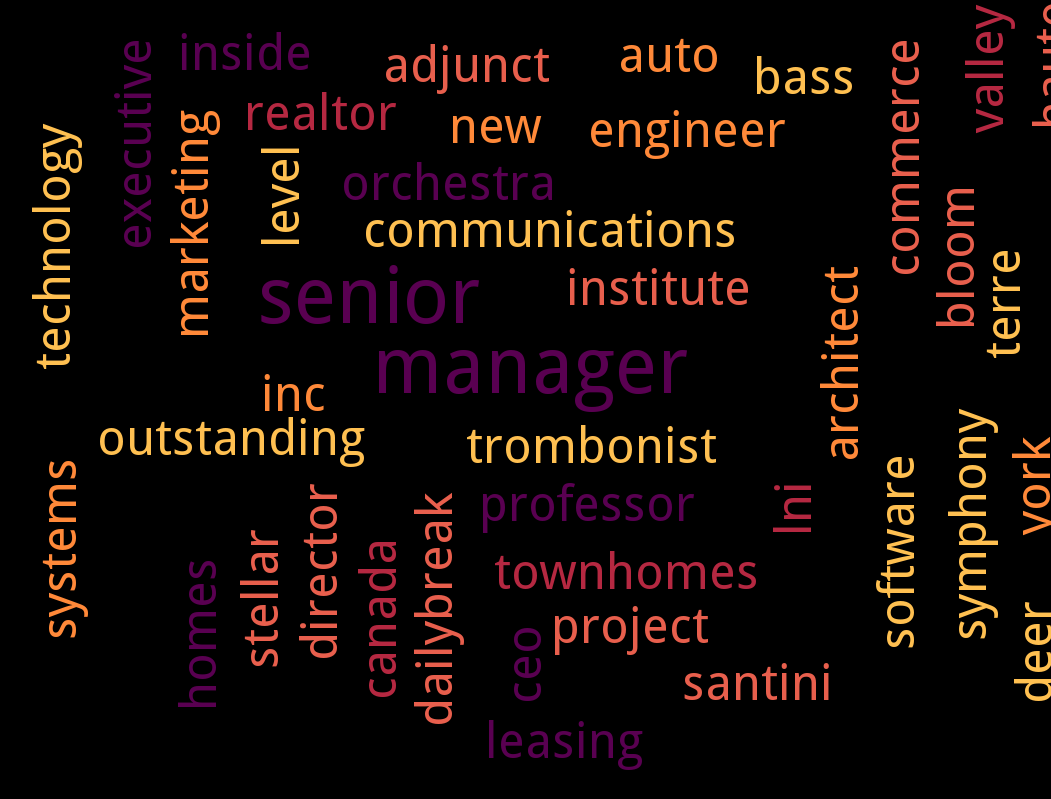 inside
executive
adjunct
auto
bass
commerce
valley
haute
realtor
new
engineer
technology
marketing
level
orchestra
communications
bloom
terre
senior
institute
architect
manager
inc
outstanding
trombonist
systems
symphony
software
york
professor
lni
director
stellar
homes
canada
dailybreak
townhomes
project
ceo
santini
deer
leasing